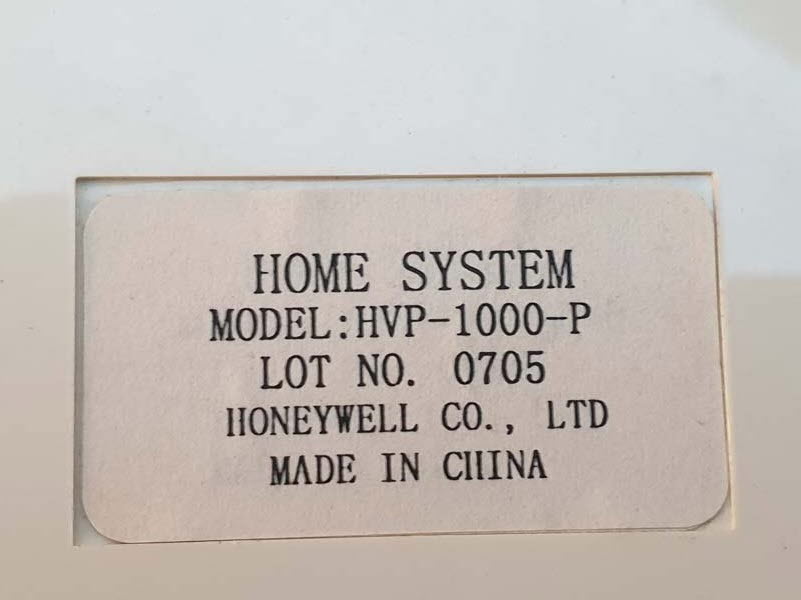 HOME SYSTEM
MODEL:HVP-1000-P
LOT NO. 0705
HONEYWELL CO., LTD
MADE IN CHINA